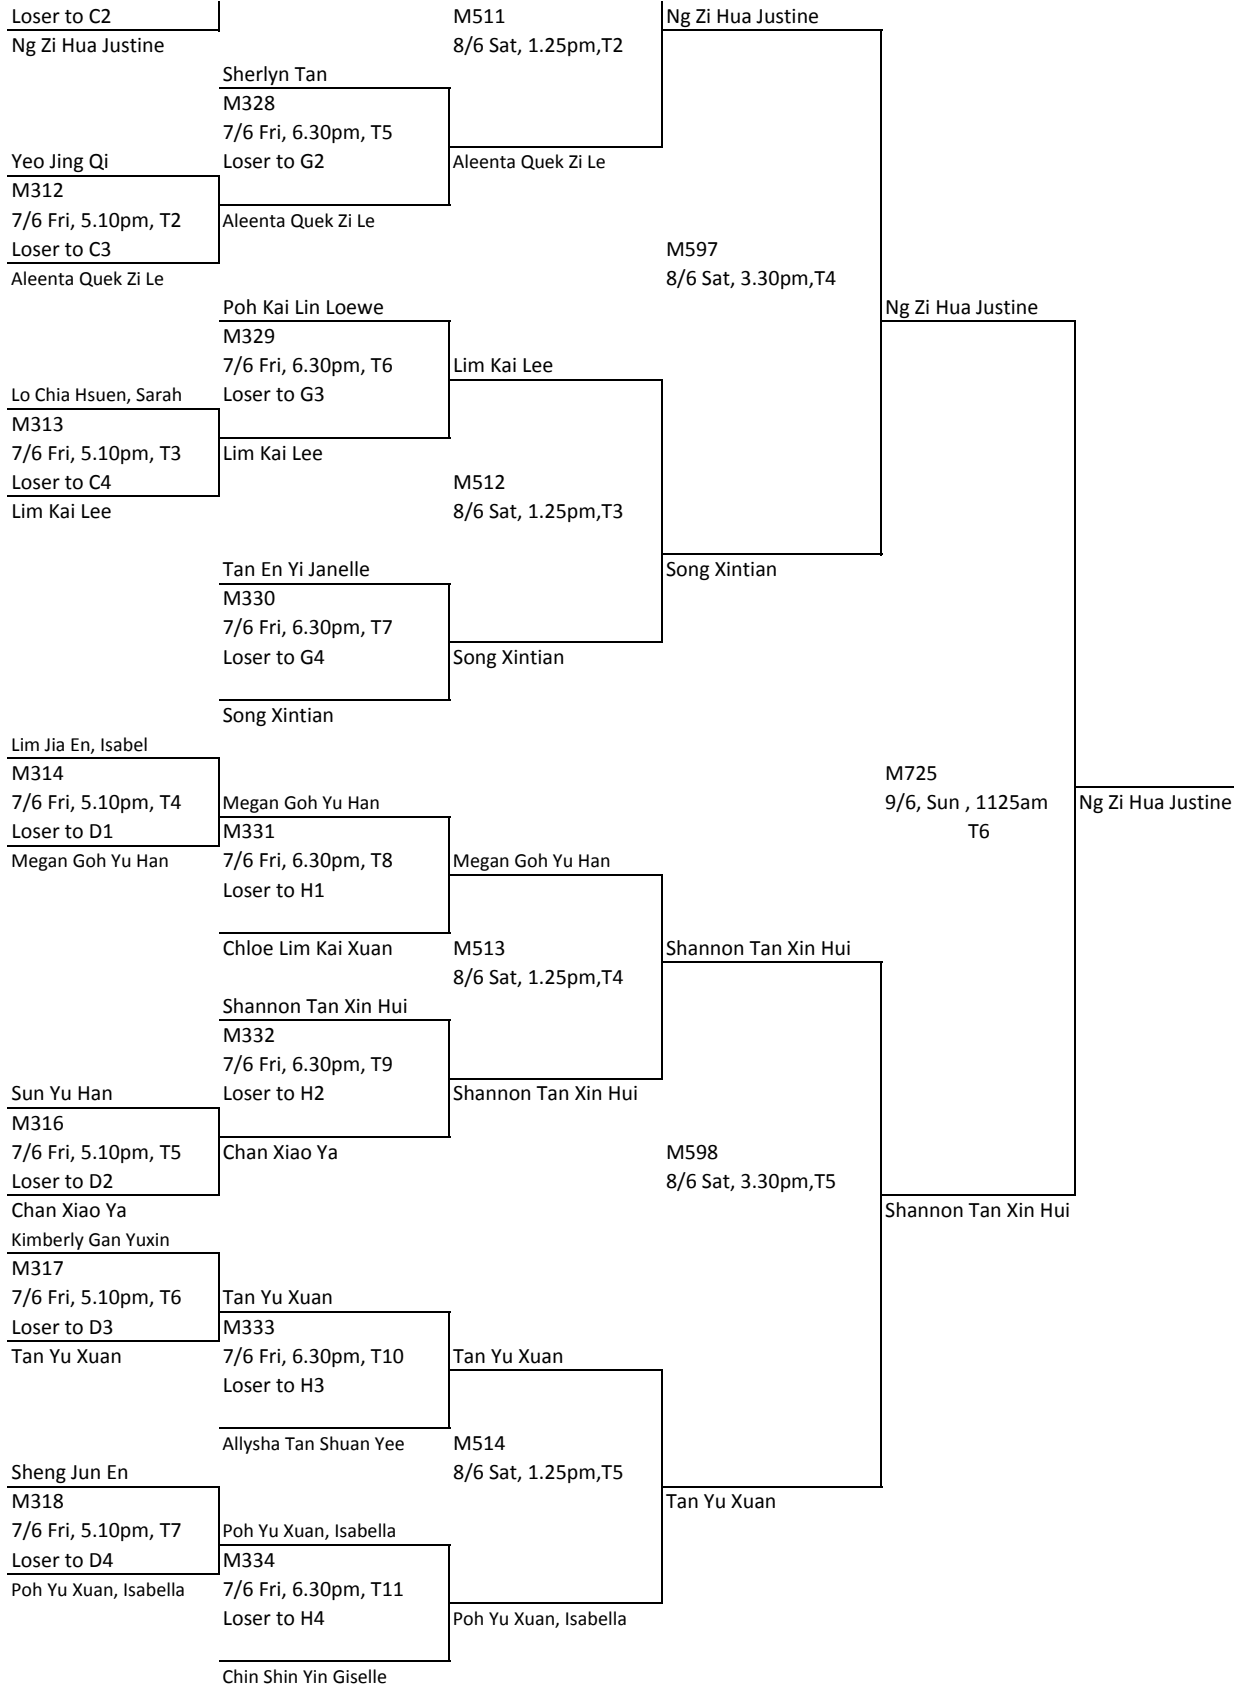 Loser to C2
M511
Ng Zi Hua Justine
Ng Zi Hua Justine
8/6 Sat, 1.25pm,T2
Sherlyn Tan
M328
7/6 Fri, 6.30pm, T5
Yeo Jing Qi
Loser to G2
Aleenta Quek Zi Le
M312
7/6 Fri, 5.10pm, T2
Aleenta Quek Zi Le
Loser to C3
M597
Aleenta Quek Zi Le
8/6 Sat, 3.30pm,T4
Poh Kai Lin Loewe
Ng Zi Hua Justine
M329
7/6 Fri, 6.30pm, T6
Lim Kai Lee
Lo Chia Hsuen, Sarah
Loser to G3
M313
7/6 Fri, 5.10pm, T3
Lim Kai Lee
Loser to C4
M512
Lim Kai Lee
8/6 Sat, 1.25pm,T3
Tan En Yi Janelle
Song Xintian
M330
7/6 Fri, 6.30pm, T7
Loser to G4
Song Xintian
Song Xintian
Lim Jia En, Isabel
M314
M725
7/6 Fri, 5.10pm, T4
Megan Goh Yu Han
9/6, Sun , 1125am
Ng Zi Hua Justine
Loser to D1
M331
T6
Megan Goh Yu Han
7/6 Fri, 6.30pm, T8
Megan Goh Yu Han
Loser to H1
Chloe Lim Kai Xuan
M513
Shannon Tan Xin Hui
8/6 Sat, 1.25pm,T4
Shannon Tan Xin Hui
M332
7/6 Fri, 6.30pm, T9
Sun Yu Han
Loser to H2
Shannon Tan Xin Hui
M316
7/6 Fri, 5.10pm, T5
Chan Xiao Ya
M598
Loser to D2
8/6 Sat, 3.30pm,T5
Chan Xiao Ya
Shannon Tan Xin Hui
Kimberly Gan Yuxin
M317
7/6 Fri, 5.10pm, T6
Tan Yu Xuan
Loser to D3
M333
Tan Yu Xuan
7/6 Fri, 6.30pm, T10
Tan Yu Xuan
Loser to H3
Allysha Tan Shuan Yee
M514
Sheng Jun En
8/6 Sat, 1.25pm,T5
M318
Tan Yu Xuan
7/6 Fri, 5.10pm, T7
Poh Yu Xuan, Isabella
Loser to D4
M334
Poh Yu Xuan, Isabella
7/6 Fri, 6.30pm, T11
Loser to H4
Poh Yu Xuan, Isabella
Chin Shin Yin Giselle